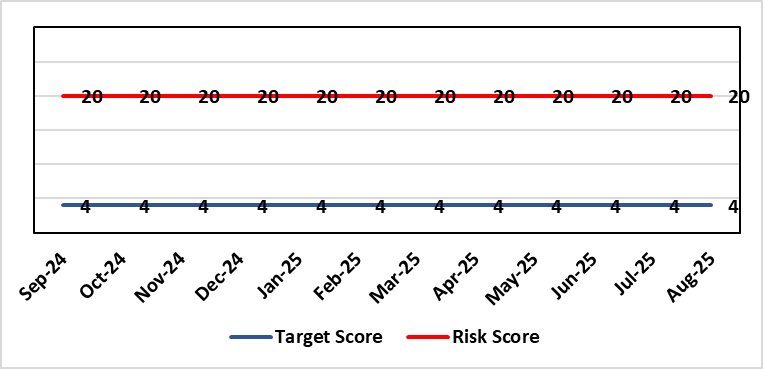 20 20 20 20 20 20 20 20 20 20 20 20
4 4 4 4 4 4 4 4 4 4 4 4
Sep-24 Oct-24 Nov-24 Dec-24 Jan-25 Feb-25 Mar-25 Apr-25 May-25 Jun-25 Jul-25 Aug-25
Target Score Risk Score